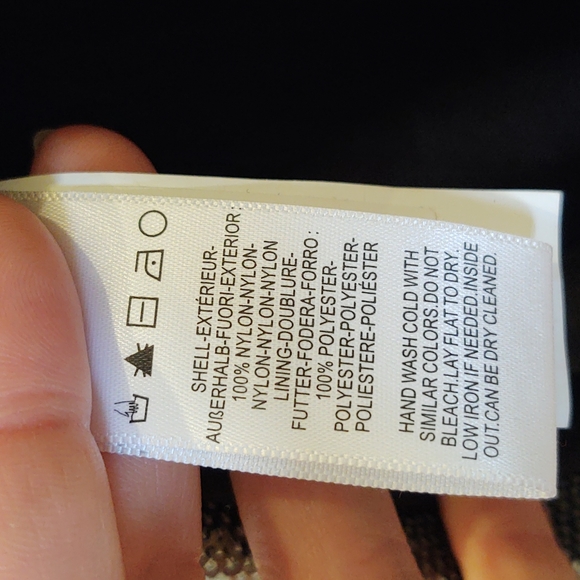 SHELL-EXTÉRIEUR-
AUßERHALB-FUORI-EXTERIOR
100% NYLON-NYLON-
NYLON-NYLON-NYLON
LINING-DOUBLURE-
FUTTER-FODERA-FORRO :
100% POLYESTER-
POLYESTER-POLYESTER-
POLIESTERE-POLIÉSTER
HAND WASH COLD WITH
SIMILAR COLORS.DO NOT
BLEACH.LAY FLAT TO DRY.
LOW IRON.IF NEEDED.INSIDE
OUT.CAN BE DRY CLEANED.